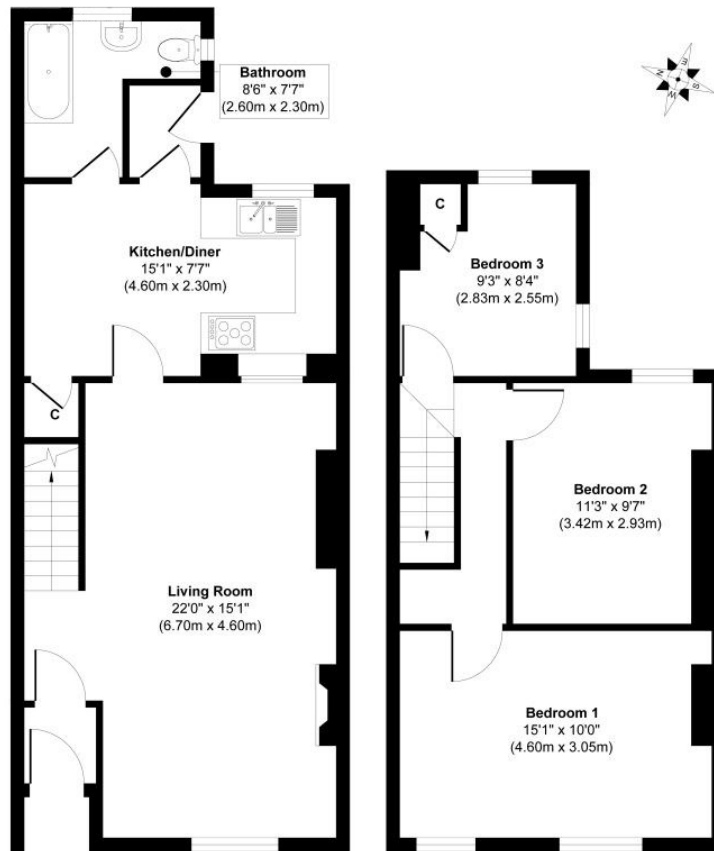 Bathroom
8'6" x 7'7"
(2.60m x 2.30m)
Kitchen/Diner
15'1" x 7'7"
(4.60m x 2.30m)
C
Living Room
22'0" x 15'1"
(6.70m x 4.60m)
N
E
S
W
C
Bedroom 3
9'3" x 8'4"
(2.83m x 2.55m)
Bedroom 2
11'3" x 9'7"
(3.42m x 2.93m)
Bedroom 1
15'1" x 10'0"
(4.60m x 3.05m)